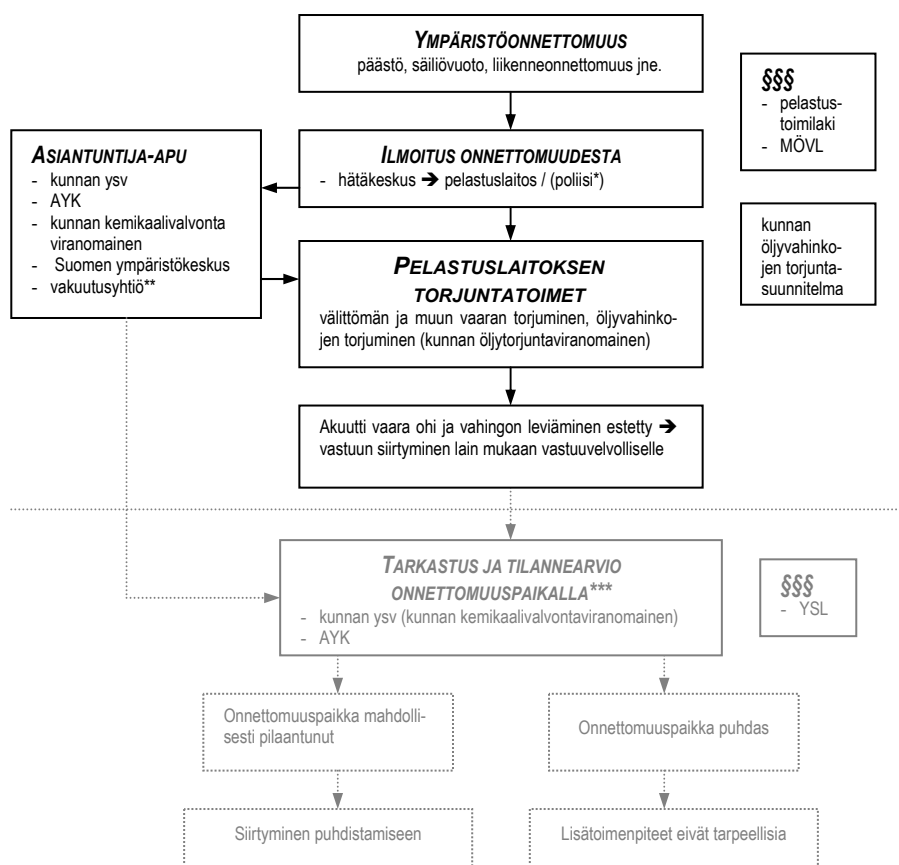 YMPÄRISTÖONNETTOMUUS
päästö, säiliövuoto, liikenneonnettomuus jne.
§§§
- pelastus-
toimilaki
- MÖVL
ASIANTUNTIJA-APU
- kunnan ysv
- AYK
- kunnan kemikaalivalvonta
viranomainen
- Suomen ympäristökeskus
- vakuutusyhtiö**
ILMOITUS ONNETTOMUUDESTA
- hätäkeskus ➔ pelastuslaitos / (poliisi*)
kunnan
öljyvahinko-
jen torjunta-
suunnitelma
PELASTUSLAITOKSEN
TORJUNTATOIMET
välittömän ja muun vaaran torjuminen, öljyvahinko-
jen torjuminen (kunnan öljytorjuntaviranomainen)
Akuutti vaara ohi ja vahingon leviäminen estetty ➔
vastuun siirtyminen lain mukaan vastuuvelvolliselle
TARKASTUS JA TILANNEARVIO
ONNETTOMUUSPAIKALLA***
- kunnan ysv (kunnan kemikaalivalvontaviranomainen)
- AYK
§§§
- YSL
Onnettomuuspaikka mahdolli-
sesti pilaantunut
Onnettomuuspaikka puhdas
Siirtyminen puhdistamiseen
Lisätoimenpiteet eivät tarpeellisia